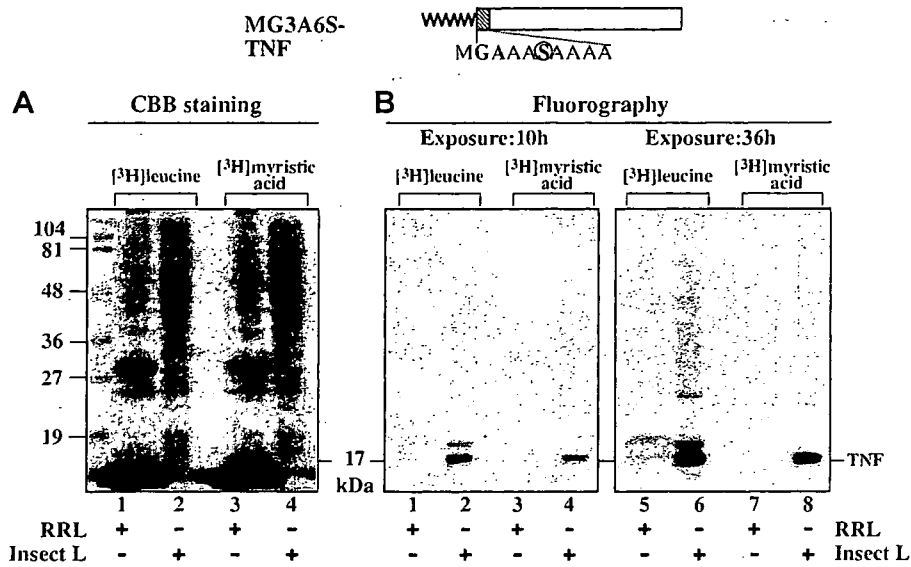 MG3A6S-
TNF
MGAAASAAAA
A CBB staining
B Fluorography
Exposure:10h Exposure:36h
[³H]leucine [³H]myristic acid [³H]leucine [³H]myristic acid [³H]leucine [³H]myristic acid
104
81
48
36
27
19
17
kDa
TNF
1 2 3 4 1 2 3 4 5 6 7 8
RRL + - + - + - + - + - + - RRL
Insect L - + - + - + - + - + - + Insect L